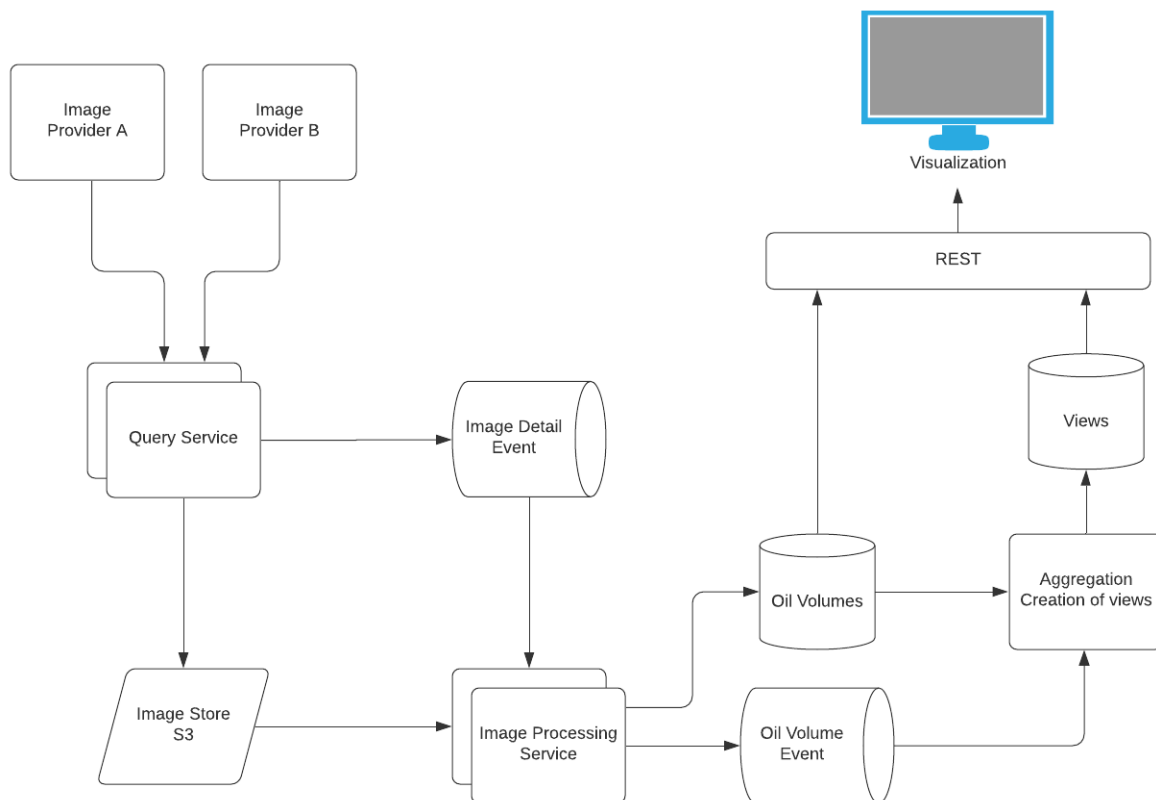 Image
Provider A
Image
Provider B
Visualization
REST
Query Service
Image Detail
Event
Views
Oil Volumes
Aggregation
Creation of views
Image Store
S3
Image Processing
Service
Oil Volume
Event